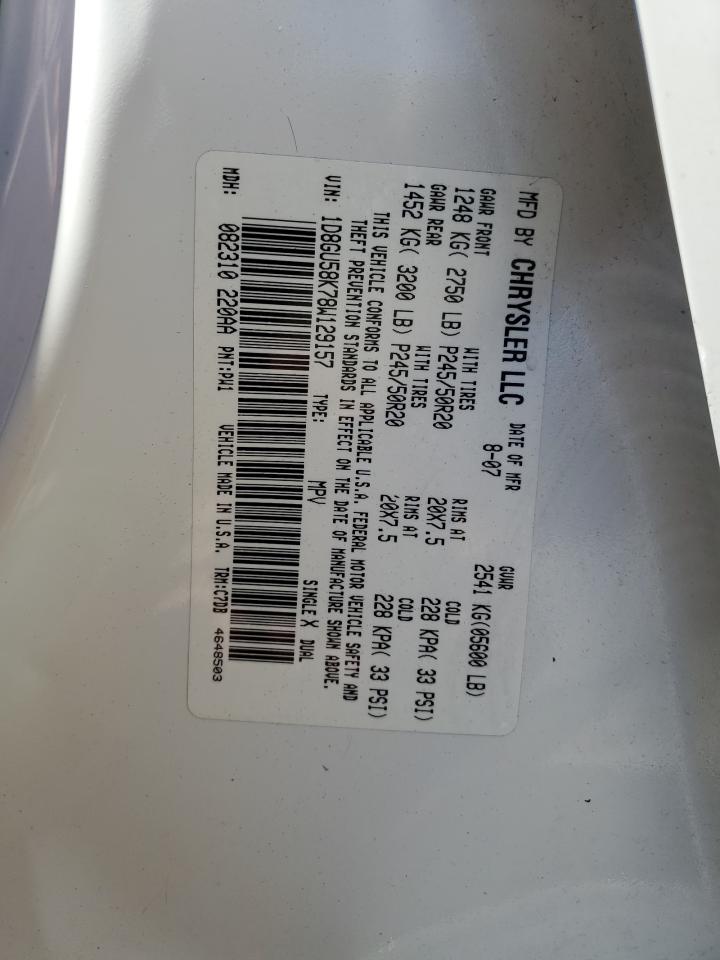 MFD BY CHRYSLER LLC DATE OF MFR GVWR
8-07 2541 KG(05600 LB)
GAWR FRONT WITH TIRES RIMS AT COLD
1248 KG( 2750 LB) P245/50R20 20X7.5 228 KPA( 33 PSI)
GAWR REAR WITH TIRES RIMS AT COLD
1452 KG( 3200 LB) P245/50R20 20X7.5 228 KPA( 33 PSI)
THIS VEHICLE CONFORMS TO ALL APPLICABLE U.S.A. FEDERAL MOTOR VEHICLE SAFETY AND
THEFT PREVENTION STANDARDS IN EFFECT ON THE DATE OF MANUFACTURE SHOWN ABOVE.
VIN: 1D8GU58K78W129157 TYPE: MPV SINGLE X DUAL
MDH: 082310 220AA PNT:PW1 VEHICLE MADE IN U.S.A. TRM:C7DB 4648503